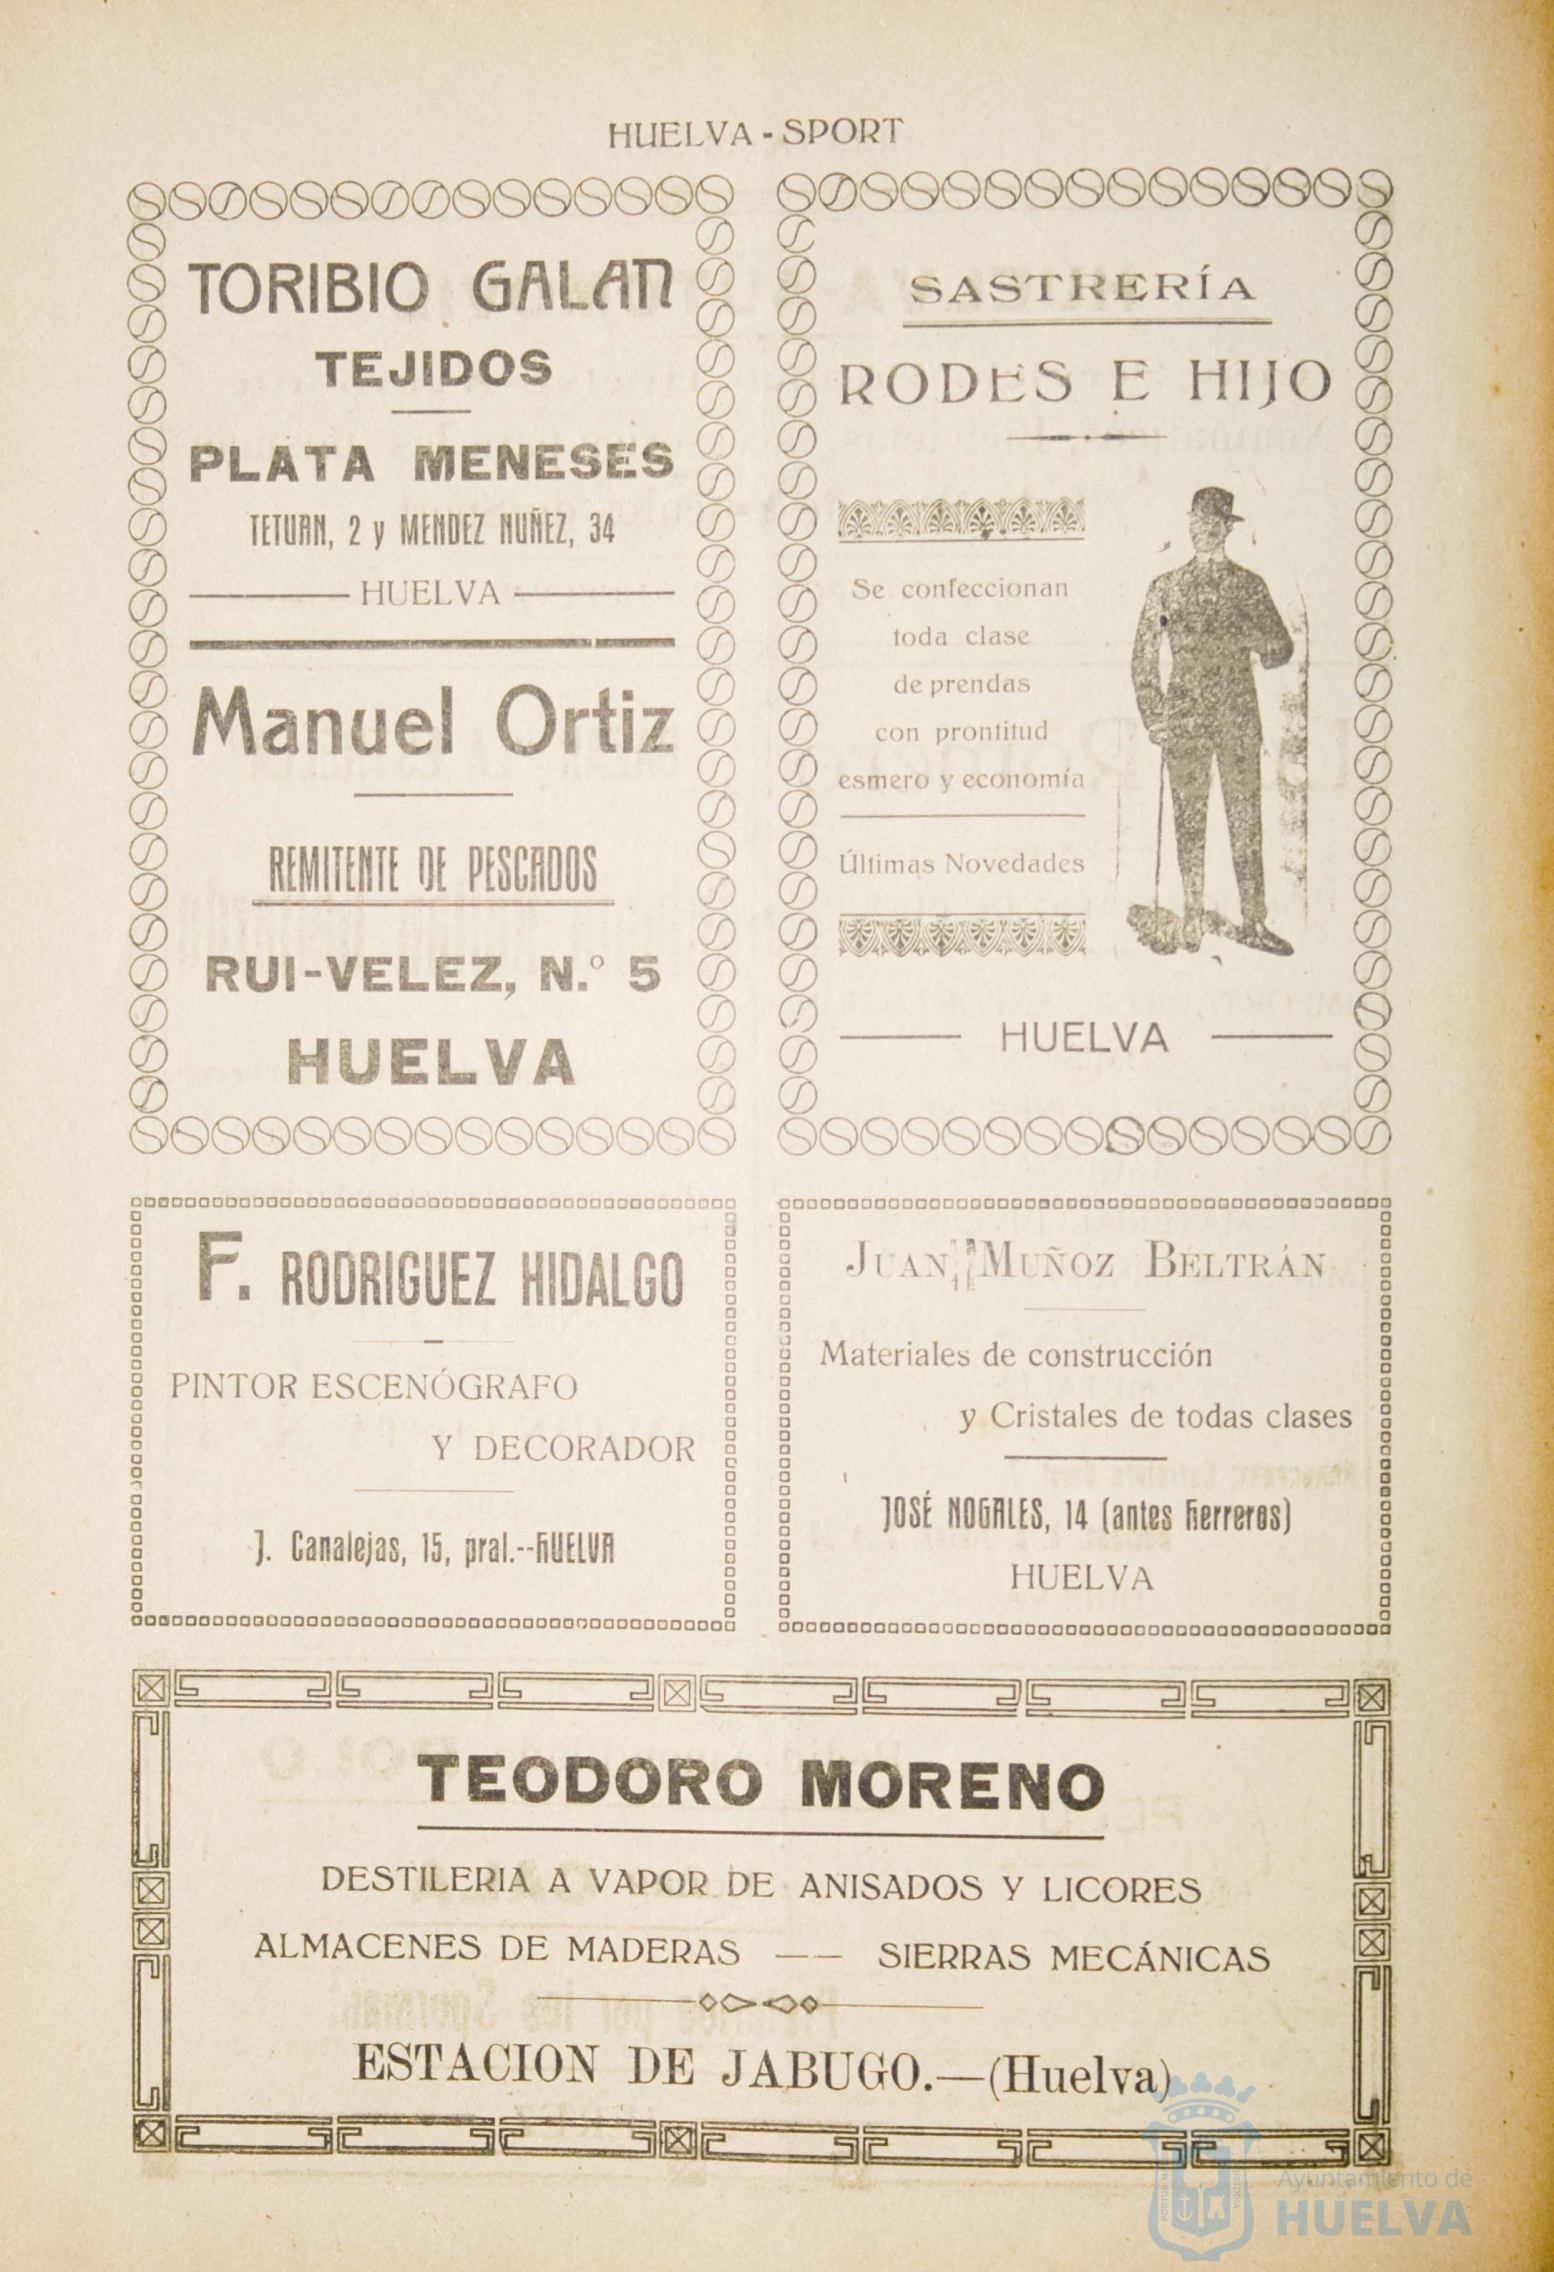 HUELVA - SPORT
TORIBIO GALAN
TEJIDOS
PLATA MENESES
TETUAN, 2 y MENDEZ NUÑEZ, 34
HUELVA
Manuel Ortiz
REMITENTE DE PESCADOS
RUI-VELEZ, N.º 5
HUELVA
SASTRERÍA
RODES E HIJO
Se confeccionan
toda clase
de prendas
con prontitud
esmero y economía
Últimas Novedades
HUELVA
F. RODRIGUEZ HIDALGO
PINTOR ESCENÓGRAFO
Y DECORADOR
J. Canalejas, 15, pral.--HUELVA
JUAN MUÑOZ BELTRÁN
Materiales de construcción
y Cristales de todas clases
JOSÉ NOGALES, 14 (antes Herreros)
HUELVA
TEODORO MORENO
DESTILERIA A VAPOR DE ANISADOS Y LICORES
ALMACENES DE MADERAS — — SIERRAS MECÁNICAS
ESTACION DE JABUGO.—(Huelva)
Ayuntamiento de
HUELVA